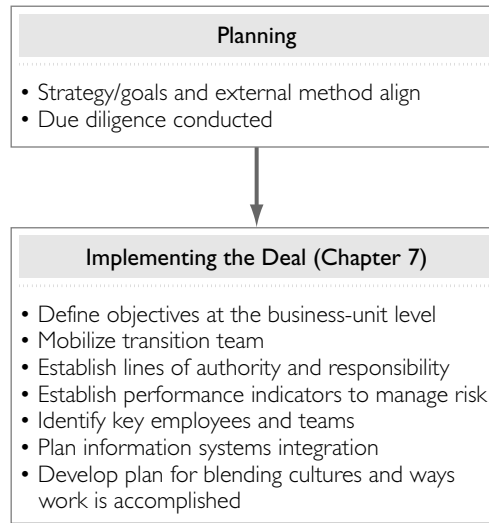 Planning
• Strategy/goals and external method align
• Due diligence conducted
Implementing the Deal (Chapter 7)
• Define objectives at the business-unit level
• Mobilize transition team
• Establish lines of authority and responsibility
• Establish performance indicators to manage risk
• Identify key employees and teams
• Plan information systems integration
• Develop plan for blending cultures and ways
work is accomplished